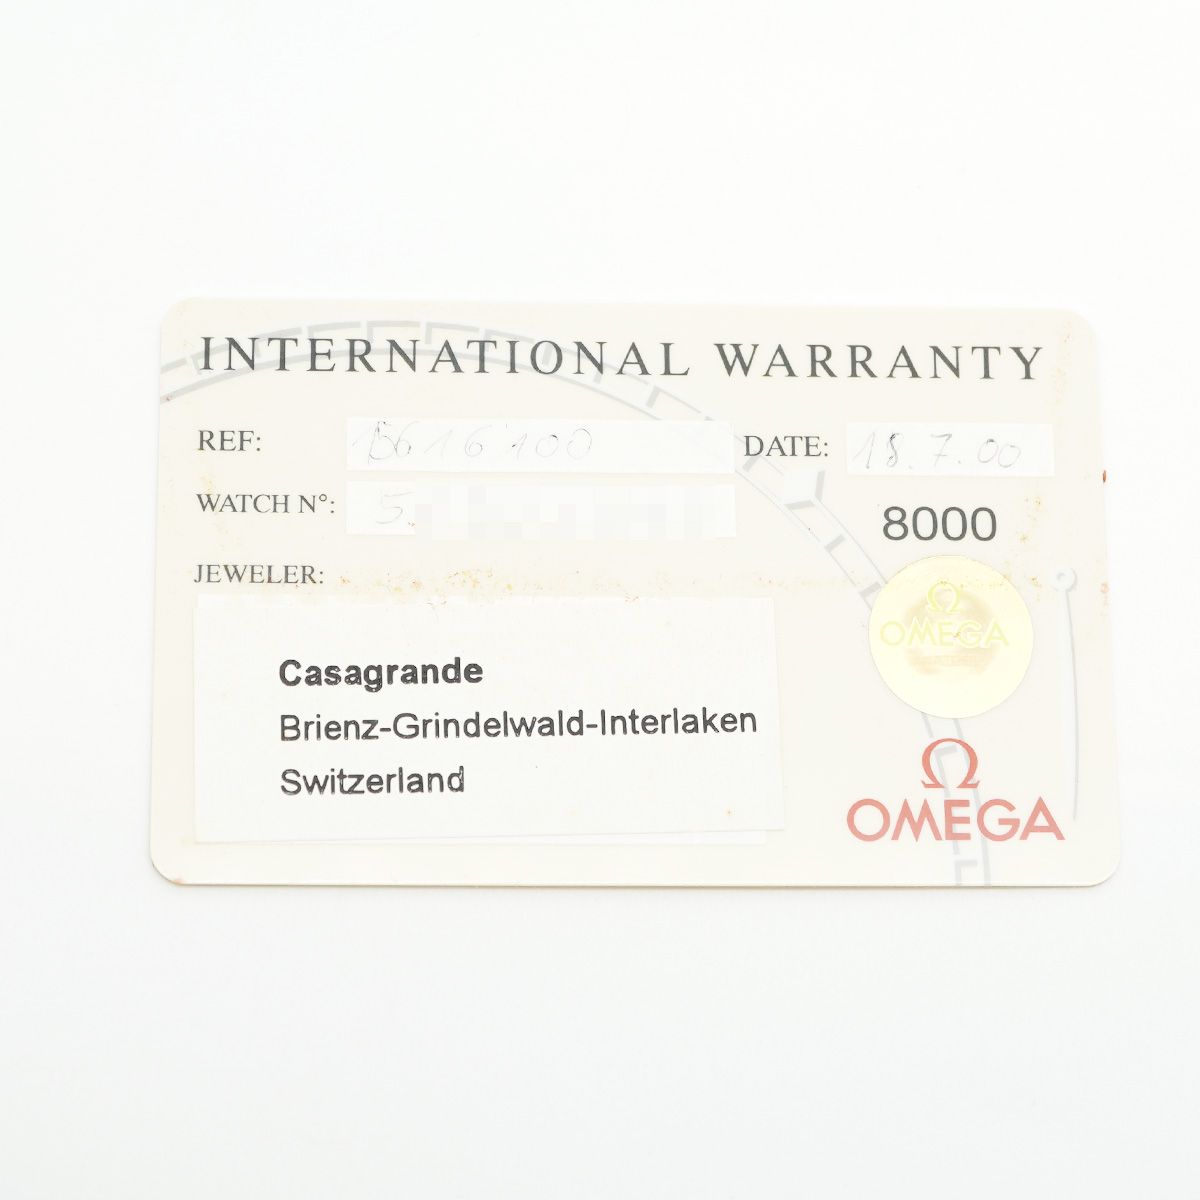 INTERNATIONAL WARRANTY
REF: DATE: 18.7.00
WATCH N°: 5
8000
JEWELER:
Ω
OMEGA
Casagrande
Brienz-Grindelwald-Interlaken
Switzerland
Ω
OMEGA